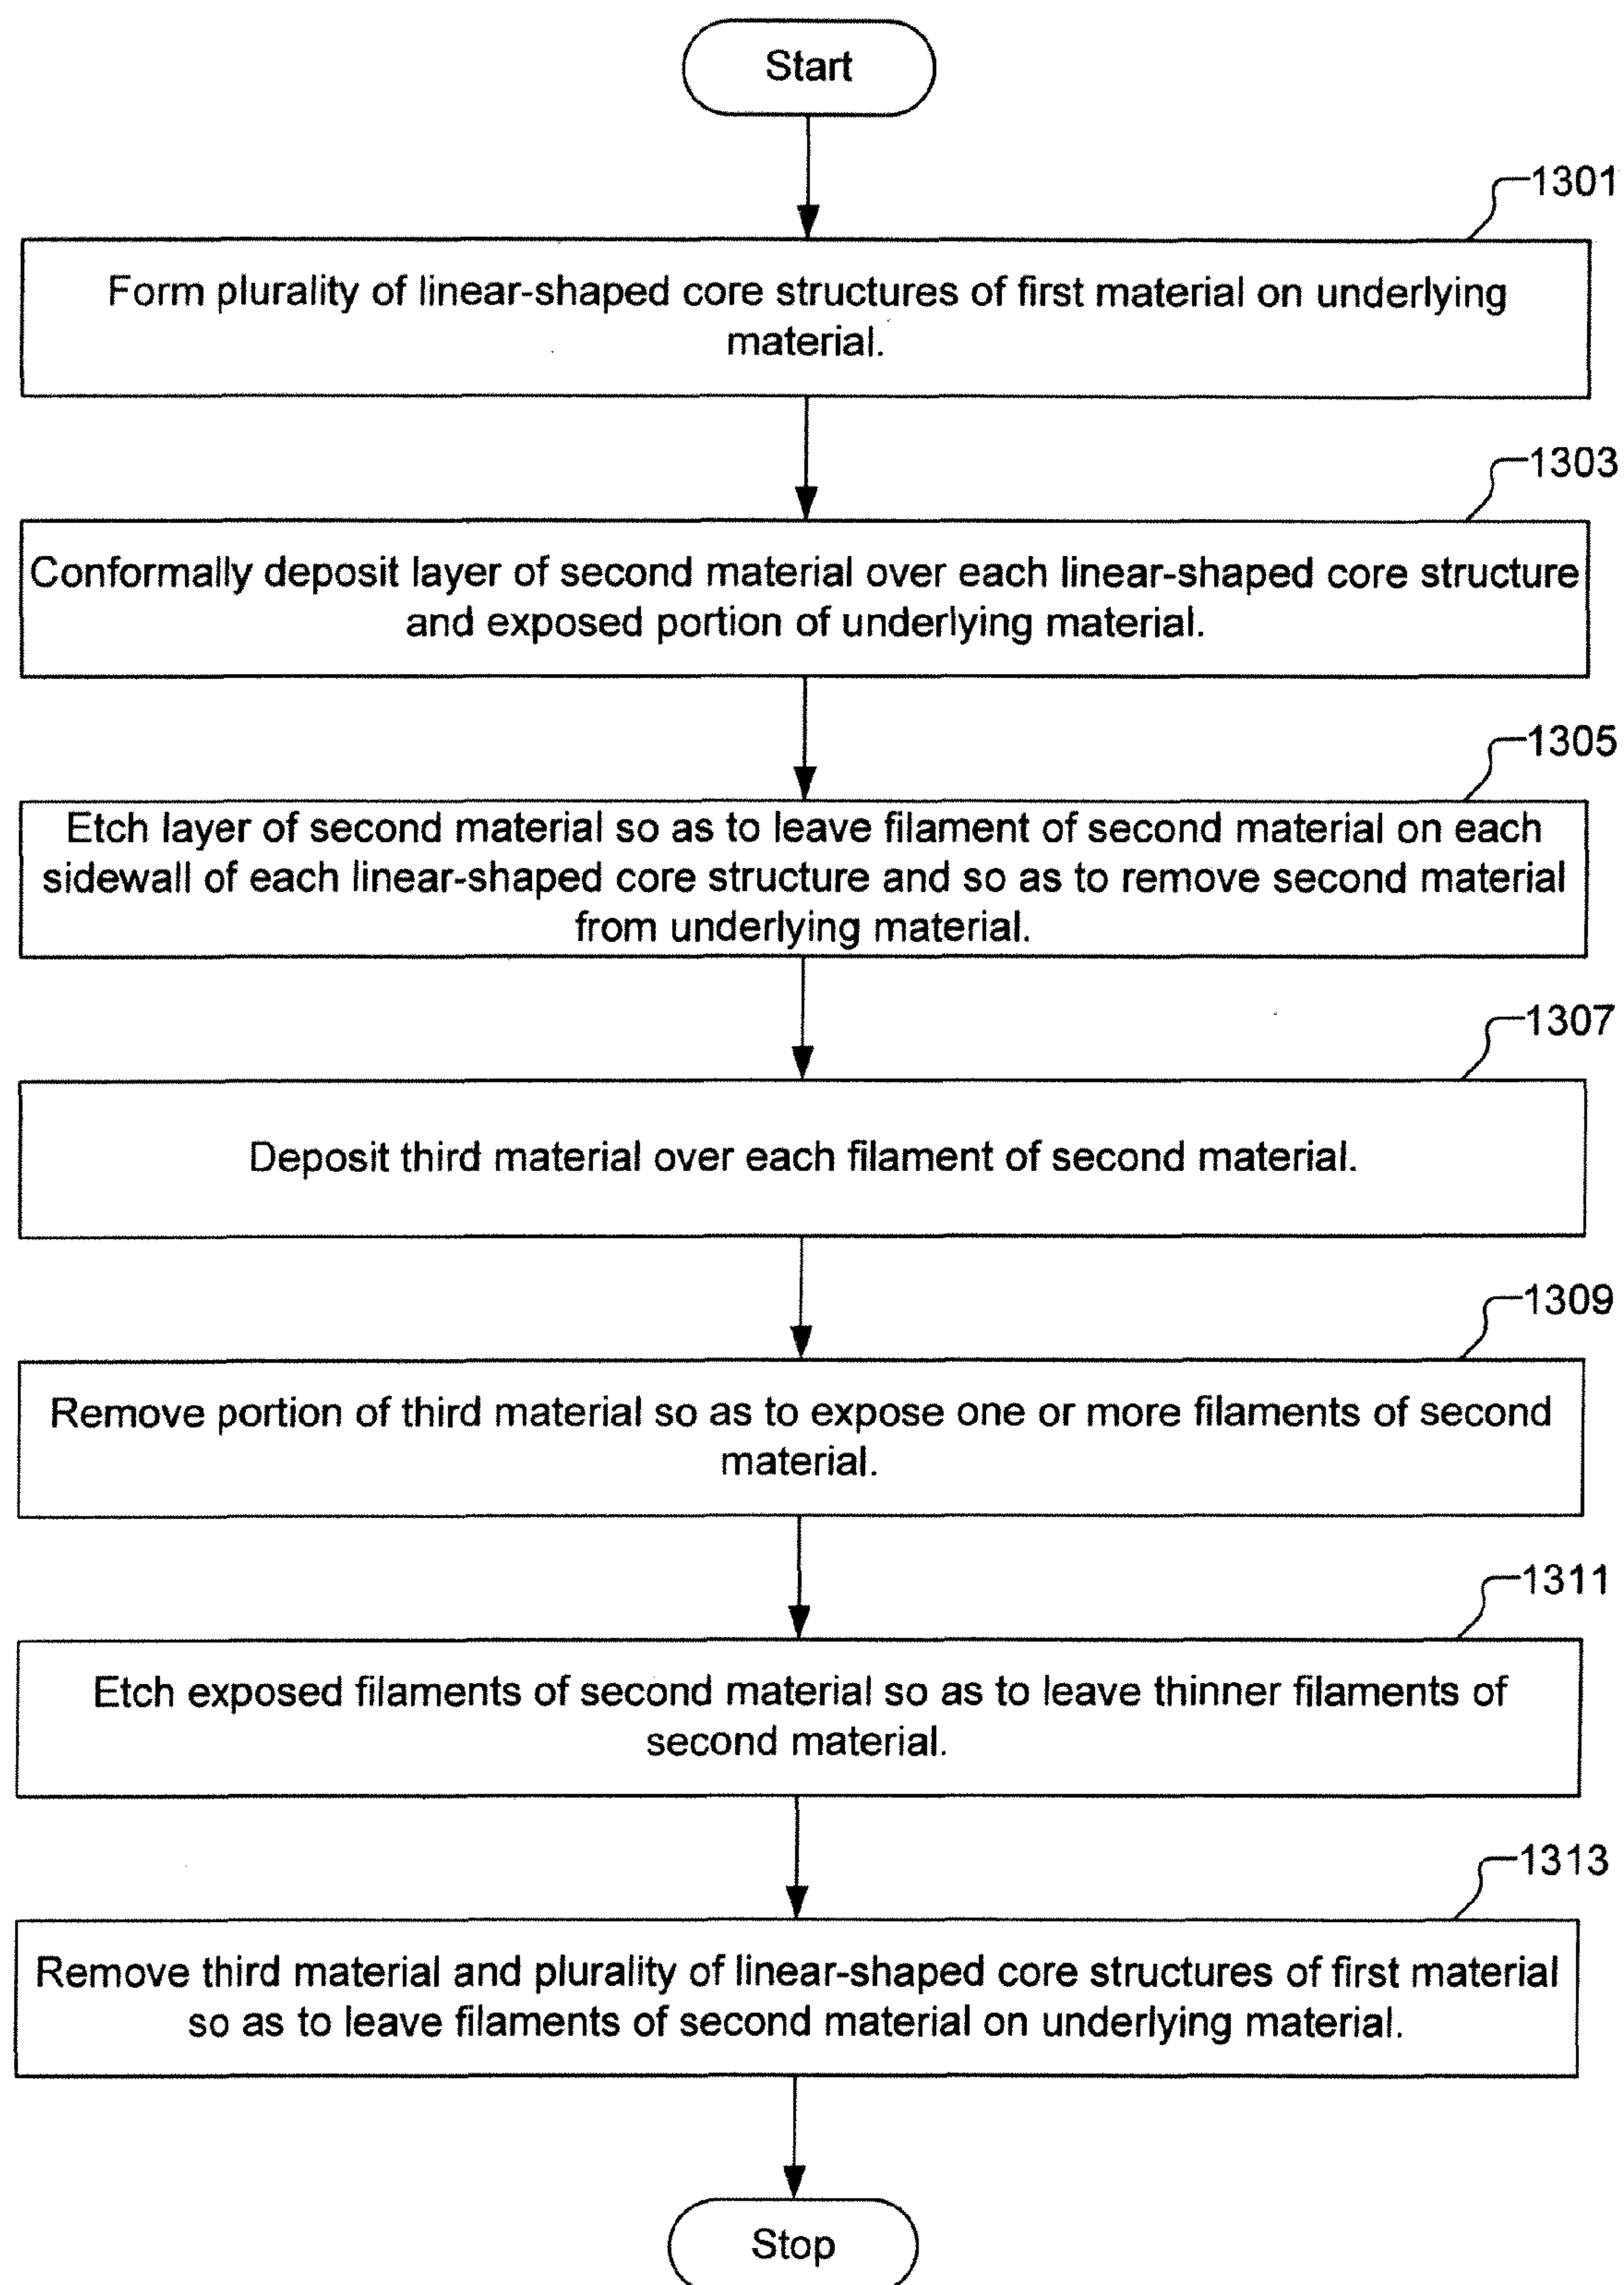 Start
1301
Form plurality of linear-shaped core structures of first material on underlying
material.
1303
Conformally deposit layer of second material over each linear-shaped core structure
and exposed portion of underlying material.
1305
Etch layer of second material so as to leave filament of second material on each
sidewall of each linear-shaped core structure and so as to remove second material
from underlying material.
1307
Deposit third material over each filament of second material.
1309
Remove portion of third material so as to expose one or more filaments of second
material.
1311
Etch exposed filaments of second material so as to leave thinner filaments of
second material.
1313
Remove third material and plurality of linear-shaped core structures of first material
so as to leave filaments of second material on underlying material.
Stop